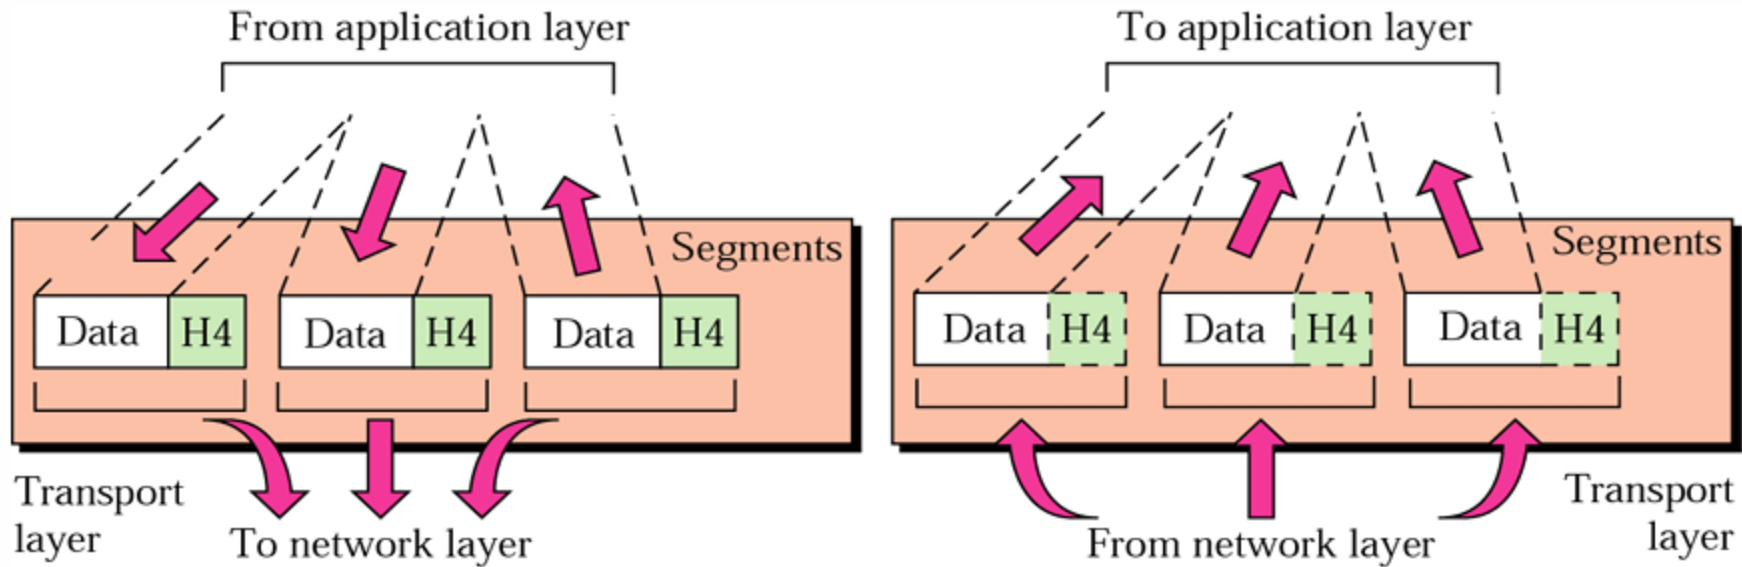 From application layer
Segments
Data H4 Data H4 Data H4
Transport
layer
To network layer
To application layer
Segments
Data H4 Data H4 Data H4
From network layer
Transport
layer